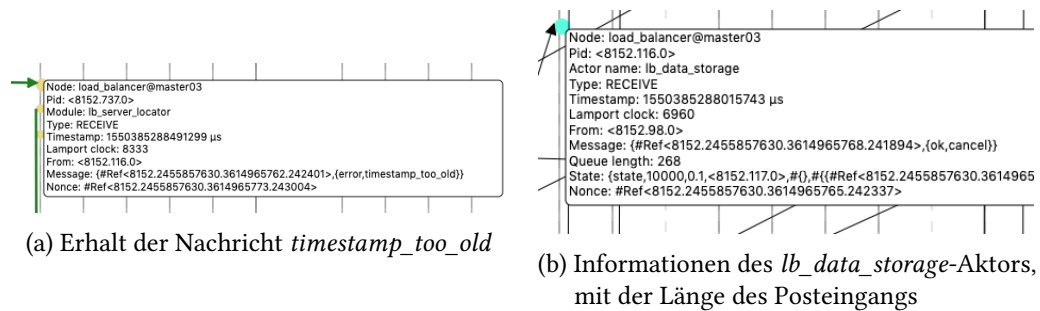 Node: load_balancer@master03
Pid: <8152.737.0>
Module: lb_server_locator
Type: RECEIVE
Timestamp: 1550385288491299 µs
Lamport clock: 8333
From: <8152.116.0>
Message: {#Ref<8152.2455857630.3614965762.242401>,{error,timestamp_too_old}}
Nonce: #Ref<8152.2455857630.3614965773.243004>
(a) Erhalt der Nachricht timestamp_too_old
Node: load_balancer@master03
Pid: <8152.116.0>
Actor name: lb_data_storage
Type: RECEIVE
Timestamp: 1550385288015743 µs
Lamport clock: 6960
From: <8152.98.0>
Message: {#Ref<8152.2455857630.3614965768.241894>,{ok,cancel}}
Queue length: 268
State: {state,10000,0.1,<8152.117.0>,#{},#{{#Ref<8152.2455857630.3614965
Nonce: #Ref<8152.2455857630.3614965765.242337>
(b) Informationen des lb_data_storage-Aktors,
mit der Länge des Posteingangs